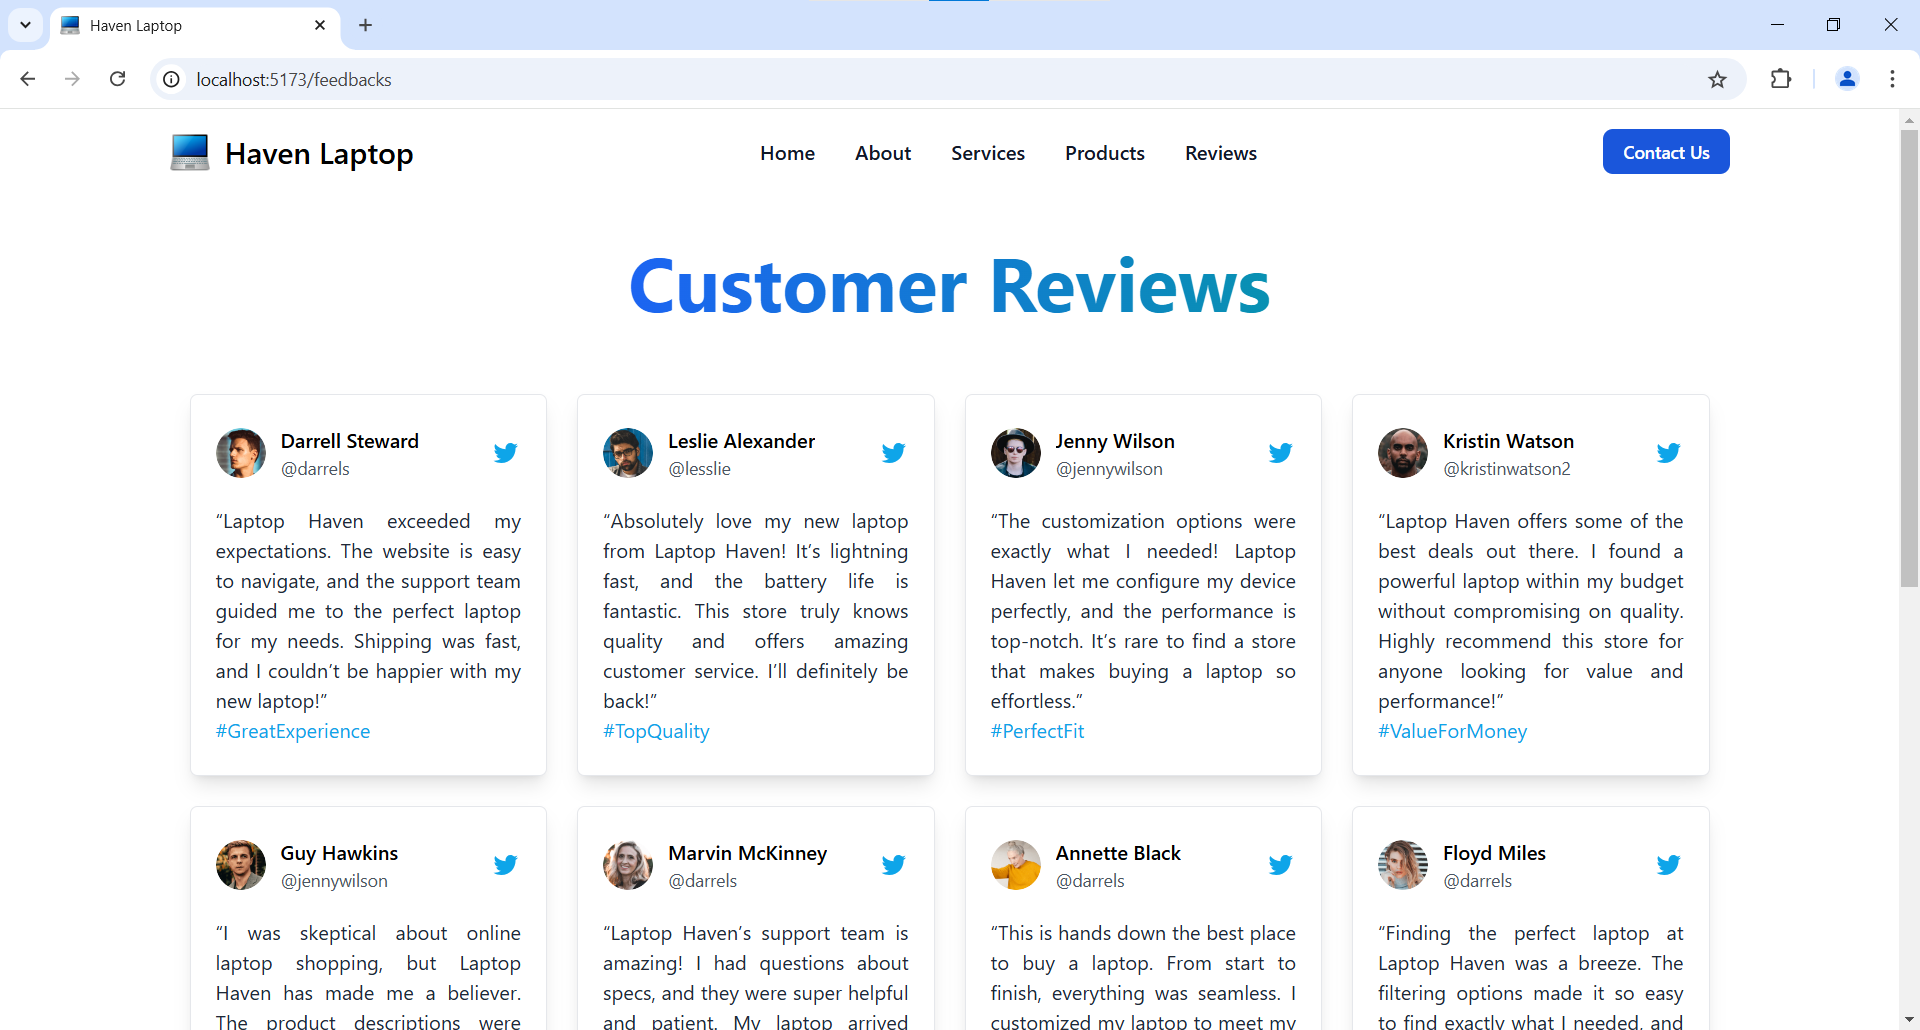 Haven Laptop
localhost:5173/feedbacks
Haven Laptop
Home About Services Products Reviews
Contact Us
Customer Reviews
Darrell Steward
@darrels
“Laptop Haven exceeded my
expectations. The website is easy
to navigate, and the support team
guided me to the perfect laptop
for my needs. Shipping was fast,
and I couldn’t be happier with my
new laptop!”
#GreatExperience
Leslie Alexander
@lesslie
“Absolutely love my new laptop
from Laptop Haven! It’s lightning
fast, and the battery life is
fantastic. This store truly knows
quality and offers amazing
customer service. I’ll definitely be
back!”
#TopQuality
Jenny Wilson
@jennywilson
“The customization options were
exactly what I needed! Laptop
Haven let me configure my device
perfectly, and the performance is
top-notch. It’s rare to find a store
that makes buying a laptop so
effortless.”
#PerfectFit
Kristin Watson
@kristinwatson2
“Laptop Haven offers some of the
best deals out there. I found a
powerful laptop within my budget
without compromising on quality.
Highly recommend this store for
anyone looking for value and
performance!”
#ValueForMoney
Guy Hawkins
@jennywilson
“I was skeptical about online
laptop shopping, but Laptop
Haven has made me a believer.
The product descriptions were
Marvin McKinney
@darrels
“Laptop Haven’s support team is
amazing! I had questions about
specs, and they were super helpful
and patient. My laptop arrived
Annette Black
@darrels
“This is hands down the best place
to buy a laptop. From start to
finish, everything was seamless. I
customized my laptop to meet my
Floyd Miles
@darrels
“Finding the perfect laptop at
Laptop Haven was a breeze. The
filtering options made it so easy
to find exactly what I needed, and